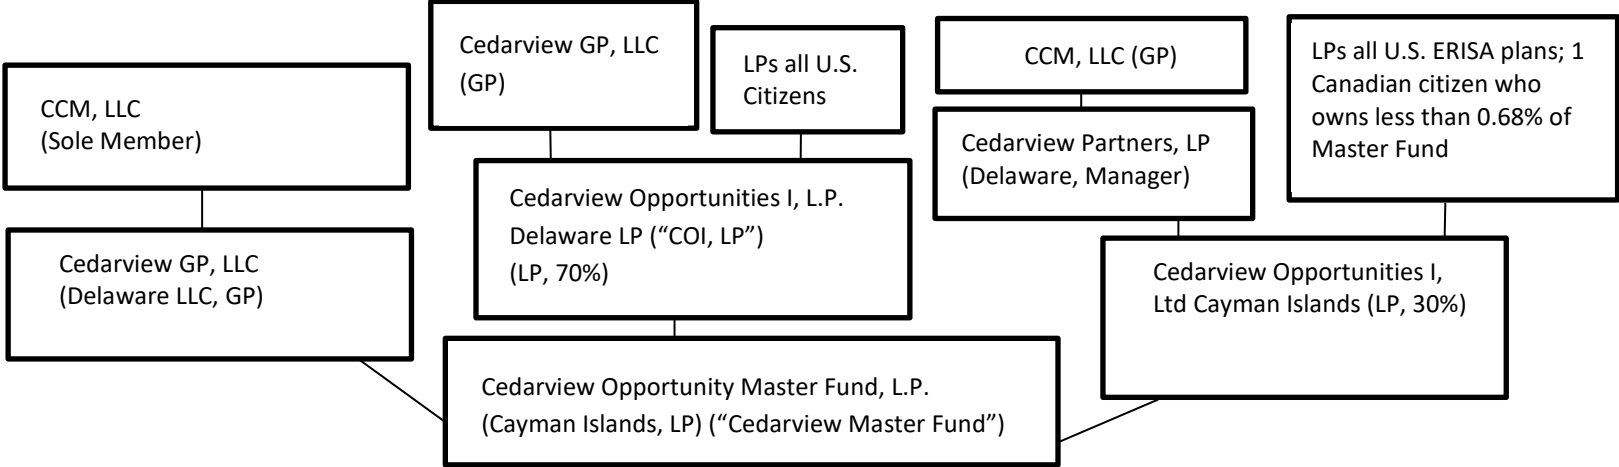 CCM, LLC
(Sole Member)
Cedarview GP, LLC
(Delaware LLC, GP)
Cedarview GP, LLC
(GP)
LPs all U.S.
Citizens
Cedarview Opportunities I, L.P.
Delaware LP (“COI, LP”)
(LP, 70%)
CCM, LLC (GP)
Cedarview Partners, LP
(Delaware, Manager)
LPs all U.S. ERISA plans; 1
Canadian citizen who
owns less than 0.68% of
Master Fund
Cedarview Opportunities I,
Ltd Cayman Islands (LP, 30%)
Cedarview Opportunity Master Fund, L.P.
(Cayman Islands, LP) (“Cedarview Master Fund”)